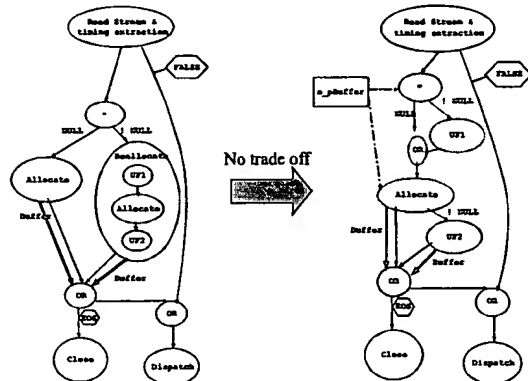 Read Stream &
timing extraction
FALSE
=
NULL
! NULL
Allocate
Reallocate
UF1
Allocate
UF2
Buffer
Buffer
OR
EOS
OR
Close
Dispatch
No trade off
Read Stream &
timing extraction
FALSE
m_pBuffer
=
NULL
! NULL
UF1
OR
Allocate
! NULL
Buffer
UF2
Buffer
OR
EOS
OR
Close
Dispatch